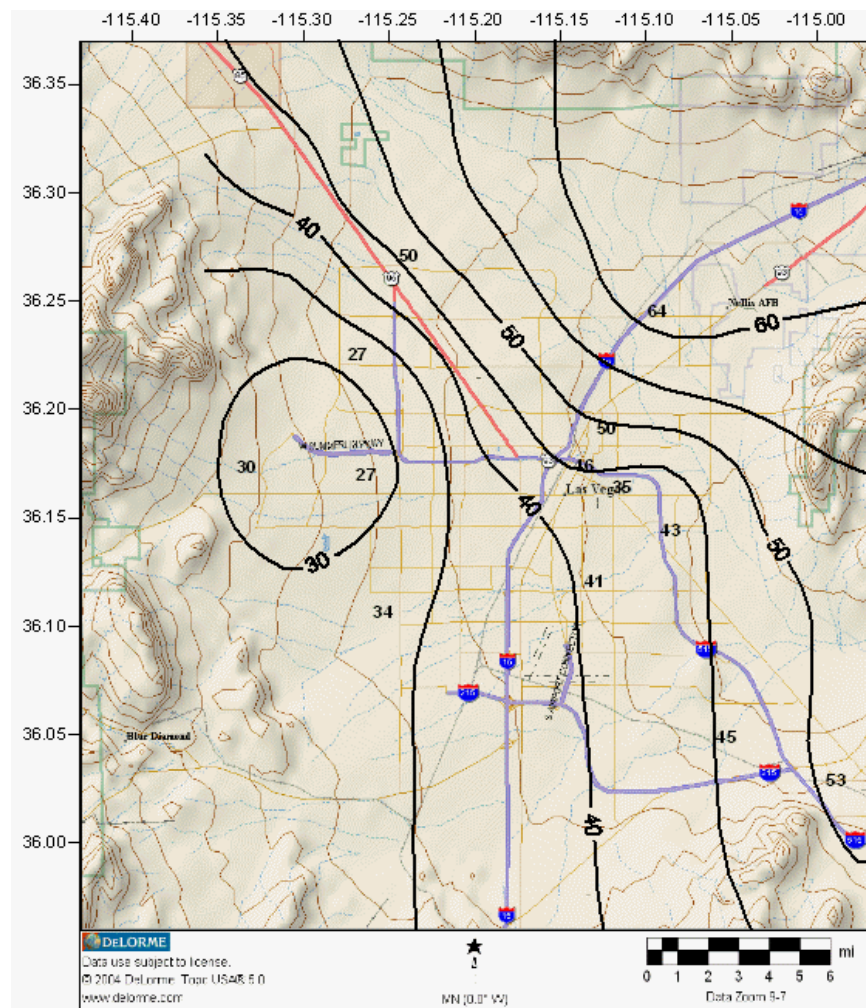 -115.40 -115.35 -115.30 -115.25 -115.20 -115.15 -115.10 -115.05 -115.00
36.35
36.30
40
50
36.25
Nellis AFB
64
60
50
27
36.20
50
30
27
46
Las Vegas
35
36.15
40
43
50
30
41
34
36.10
36.05
Blue Diamond
45
53
36.00
40
15
DELORME
Data use subject to license.
© 2004 DeLorme. Topo USA® 5.0.
www.delorme.com
MN (0.0° W)
mi
0 1 2 3 4 5 6
Data Zoom 9-7